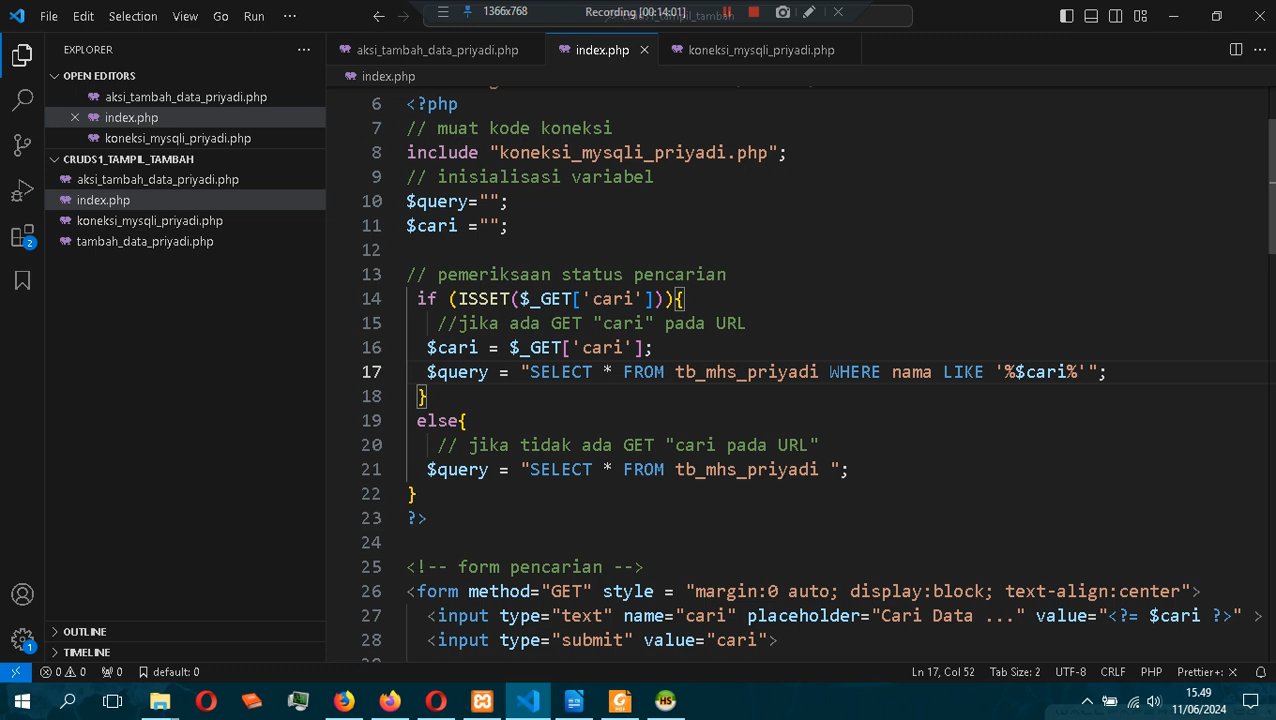 File Edit Selection View Go Run ···
1366x768 Recording [00:14:01]
_tampil_tambah
EXPLORER ···
OPEN EDITORS
aksi_tambah_data_priyadi.php
index.php
koneksi_mysqli_priyadi.php
CRUDS1_TAMPIL_TAMBAH
aksi_tambah_data_priyadi.php
index.php
koneksi_mysqli_priyadi.php
tambah_data_priyadi.php
OUTLINE
TIMELINE
2
1
aksi_tambah_data_priyadi.php index.php koneksi_mysqli_priyadi.php
index.php
6 <?php
7 // muat kode koneksi
8 include "koneksi_mysqli_priyadi.php";
9 // inisialisasi variabel
10 $query="";
11 $cari ="";
12
13 // pemeriksaan status pencarian
14 if (ISSET($_GET['cari'])){
15 //jika ada GET "cari" pada URL
16 $cari = $_GET['cari'];
17 $query = "SELECT * FROM tb_mhs_priyadi WHERE nama LIKE '%$cari%'";
18 }
19 else{
20 // jika tidak ada GET "cari pada URL"
21 $query = "SELECT * FROM tb_mhs_priyadi ";
22 }
23 ?>
24
25 <!-- form pencarian -->
26 <form method="GET" style = "margin:0 auto; display:block; text-align:center">
27 <input type="text" name="cari" placeholder="Cari Data ..." value="<?= $cari ?>" >
28 <input type="submit" value="cari">
0 0 0 default: 0 Ln 17, Col 52 Tab Size: 2 UTF-8 CRLF PHP Prettier+:
15.49
11/06/2024